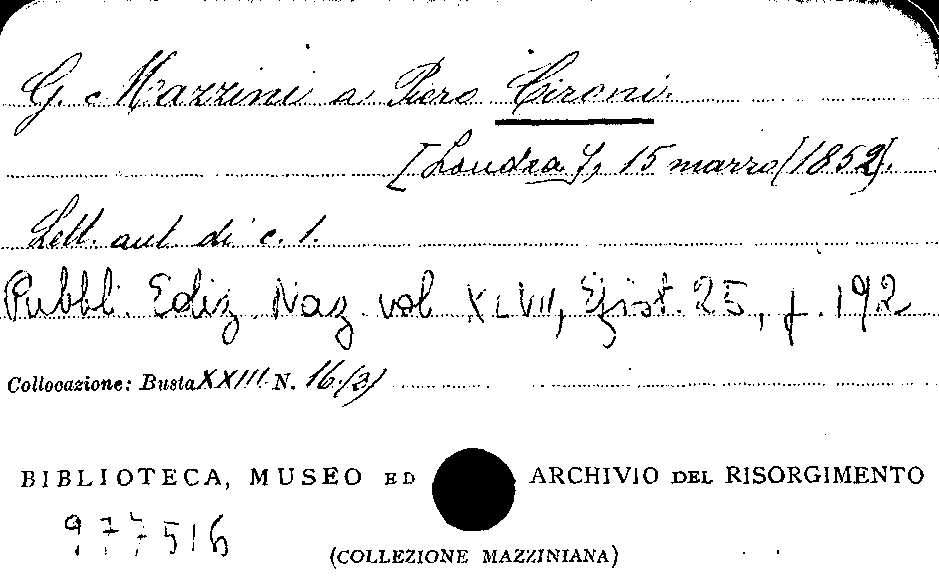 G. Mazzini a Piero Cironi.
[Londra], 15 marzo [1852].
Lett. aut. di c. 1.
Pubbl. Ediz. Naz. vol XLVII, Epist. 25, p. 192
Collocazione: Busta XXIII N. 16 (3)
BIBLIOTECA, MUSEO ED ARCHIVIO DEL RISORGIMENTO
977516
(COLLEZIONE MAZZINIANA)